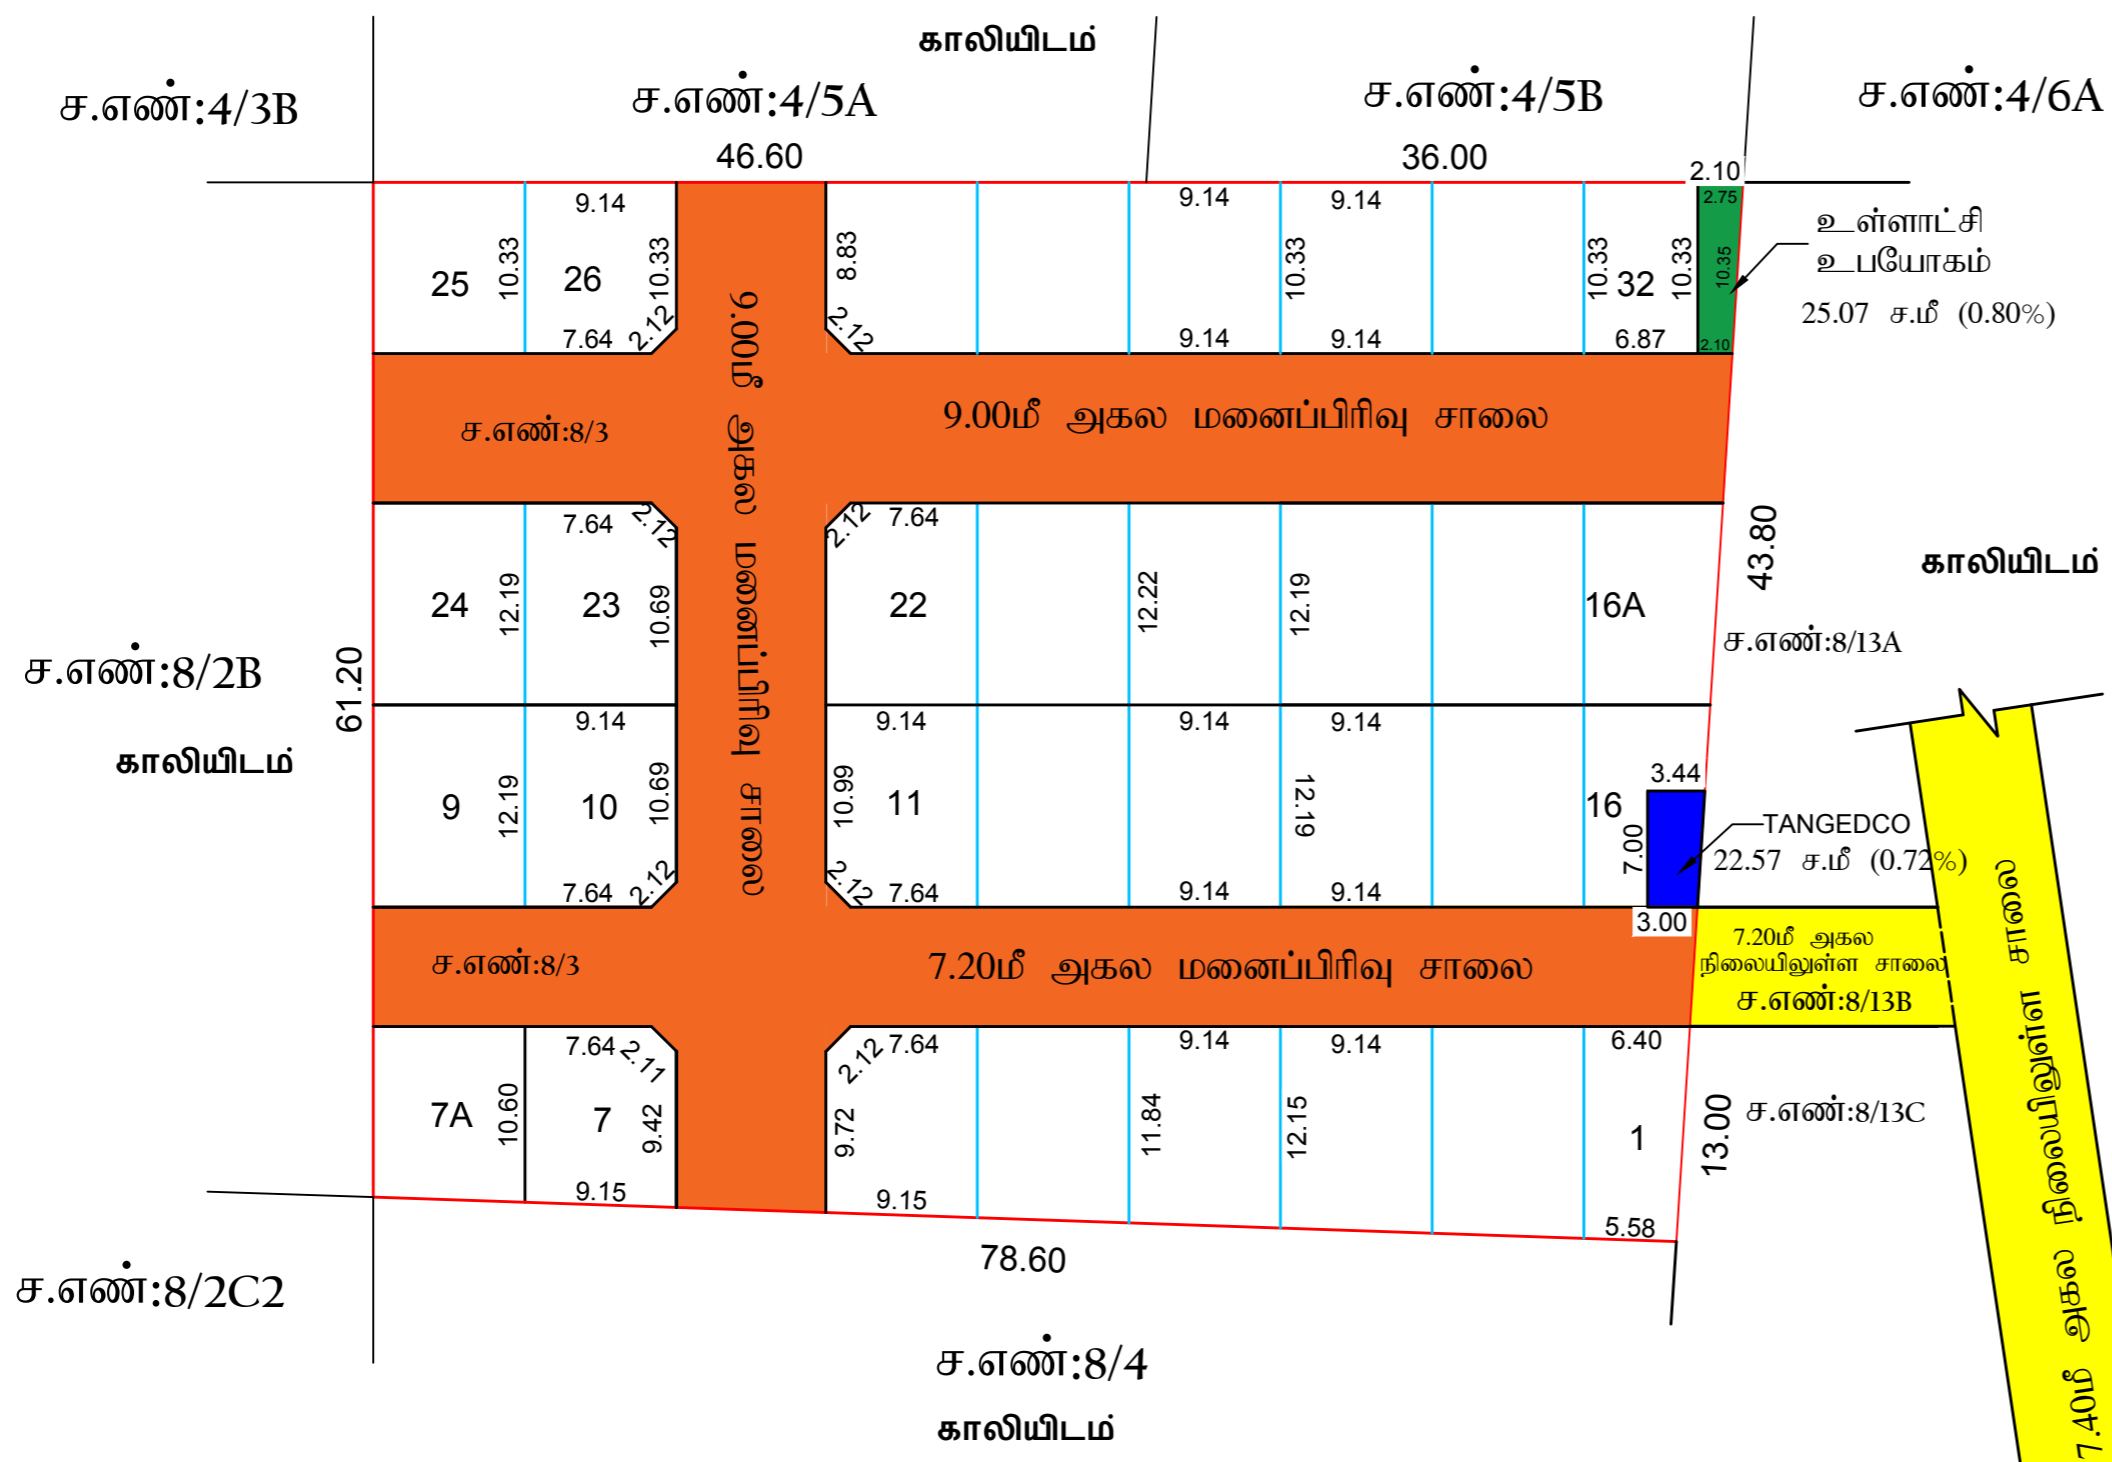 காலியிடம்
ச.எண்:4/3B
ச.எண்:4/5A
ச.எண்:4/5B
ச.எண்:4/6A
46.60
36.00
2.10
9.14
9.14
9.14
2.75
25
10.33
26
10.33
8.83
10.33
10.33
32
10.33
10.35
உள்ளாட்சி
உபயோகம்
25.07 ச.மீ (0.80%)
7.64
2.12
2.12
9.14
9.14
6.87
2.10
9.00மீ அகல மனைப்பிரிவு சாலை
ச.எண்:8/3
9.00மீ அகல மனைப்பிரிவு சாலை
7.64
2.12
2.12
7.64
43.80
காலியிடம்
24
12.19
23
10.69
22
12.22
12.19
16A
ச.எண்:8/13A
ச.எண்:8/2B
61.20
காலியிடம்
9.14
9.14
9.14
9.14
9
12.19
10
10.69
10.99
11
12.19
16
3.44
7.00
TANGEDCO
22.57 ச.மீ (0.72%)
7.64
2.12
2.12
7.64
9.14
9.14
3.00
ச.எண்:8/3
7.20மீ அகல மனைப்பிரிவு சாலை
7.20மீ அகல
நிலையிலுள்ள சாலை
ச.எண்:8/13B
7.40மீ அகல நிலையிலுள்ள சாலை
7.64
2.11
2.12
7.64
9.14
9.14
6.40
7A
10.60
7
9.42
9.72
11.84
12.15
1
13.00
ச.எண்:8/13C
9.15
9.15
5.58
78.60
ச.எண்:8/2C2
ச.எண்:8/4
காலியிடம்